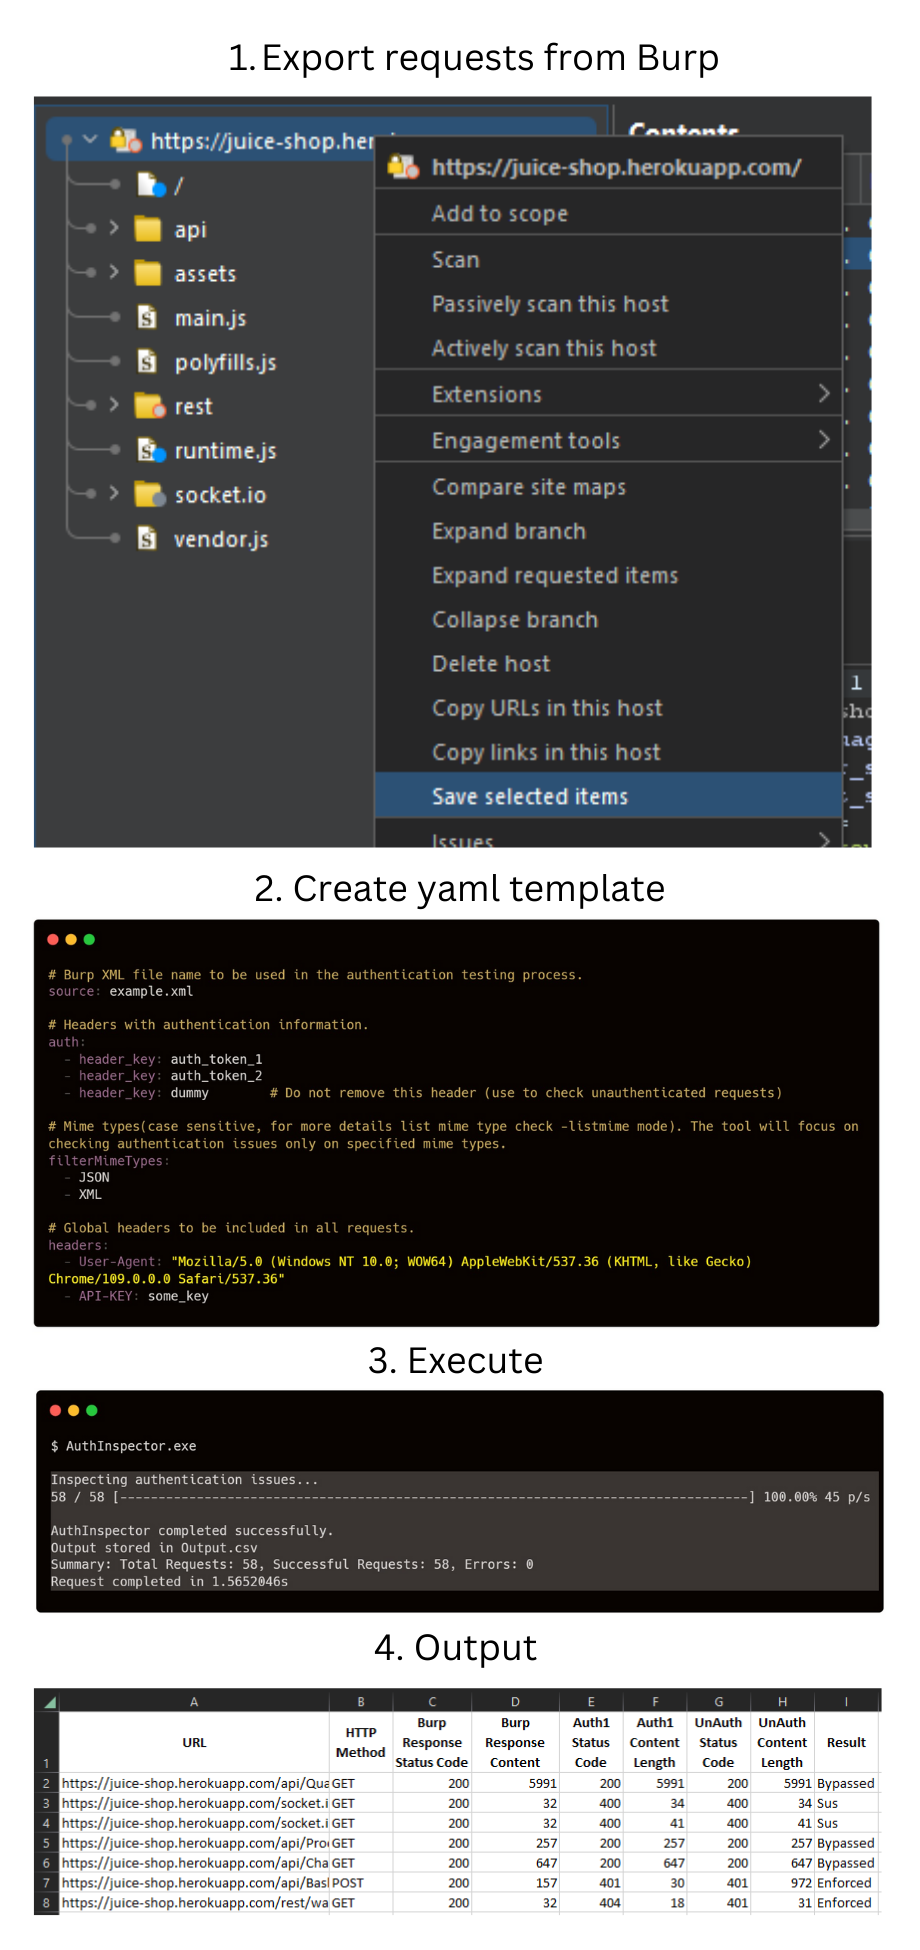 1. Export requests from Burp
https://juice-shop.her
Contents
/
api
assets
main.js
polyfills.js
rest
runtime.js
socket.io
vendor.js
https://juice-shop.herokuapp.com/
Add to scope
Scan
Passively scan this host
Actively scan this host
Extensions
Engagement tools
Compare site maps
Expand branch
Expand requested items
Collapse branch
Delete host
Copy URLs in this host
Copy links in this host
Save selected items
Issues
1
2. Create yaml template
# Burp XML file name to be used in the authentication testing process.
source: example.xml
# Headers with authentication information.
auth:
- header_key: auth_token_1
- header_key: auth_token_2
- header_key: dummy # Do not remove this header (use to check unauthenticated requests)
# Mime types(case sensitive, for more details list mime type check -listmime mode). The tool will focus on
checking authentication issues only on specified mime types.
filterMimeTypes:
- JSON
- XML
# Global headers to be included in all requests.
headers:
- User-Agent: "Mozilla/5.0 (Windows NT 10.0; WOW64) AppleWebKit/537.36 (KHTML, like Gecko)
Chrome/109.0.0.0 Safari/537.36"
- API-KEY: some_key
3. Execute
$ AuthInspector.exe
Inspecting authentication issues...
58 / 58 [----------------------------------------------------------------------------------] 100.00% 45 p/s
AuthInspector completed successfully.
Output stored in Output.csv
Summary: Total Requests: 58, Successful Requests: 58, Errors: 0
Request completed in 1.5652046s
4. Output
A B C D E F G H I
1 URL HTTP Method Burp Response Status Code Burp Response Content Auth1 Status Code Auth1 Content Length UnAuth Status Code UnAuth Content Length Result
2 https://juice-shop.herokuapp.com/api/Qua GET 200 5991 200 5991 200 5991 Bypassed
3 https://juice-shop.herokuapp.com/socket.i GET 200 32 400 34 400 34 Sus
4 https://juice-shop.herokuapp.com/socket.i GET 200 32 400 41 400 41 Sus
5 https://juice-shop.herokuapp.com/api/Pro GET 200 257 200 257 200 257 Bypassed
6 https://juice-shop.herokuapp.com/api/Cha GET 200 647 200 647 200 647 Bypassed
7 https://juice-shop.herokuapp.com/api/Bas POST 200 157 401 30 401 972 Enforced
8 https://juice-shop.herokuapp.com/rest/wa GET 200 32 404 18 401 31 Enforced